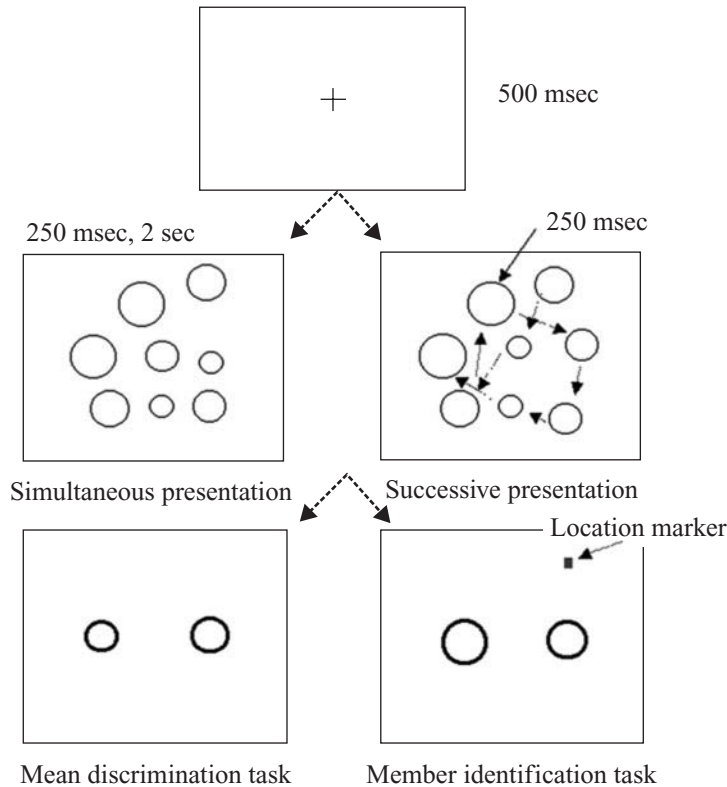 500 msec
250 msec, 2 sec
250 msec
Simultaneous presentation
Successive presentation
Location marker
Mean discrimination task
Member identification task